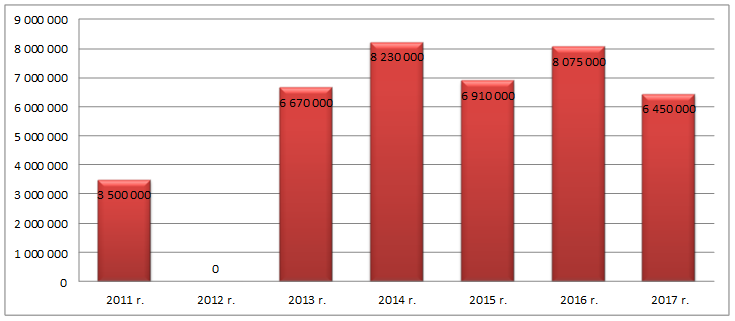 9 000 000
8 000 000
7 000 000
6 000 000
5 000 000
4 000 000
3 000 000
2 000 000
1 000 000
0
3 500 000
0
6 670 000
8 230 000
6 910 000
8 075 000
6 450 000
2011 r.
2012 r.
2013 r.
2014 r.
2015 r.
2016 r.
2017 r.